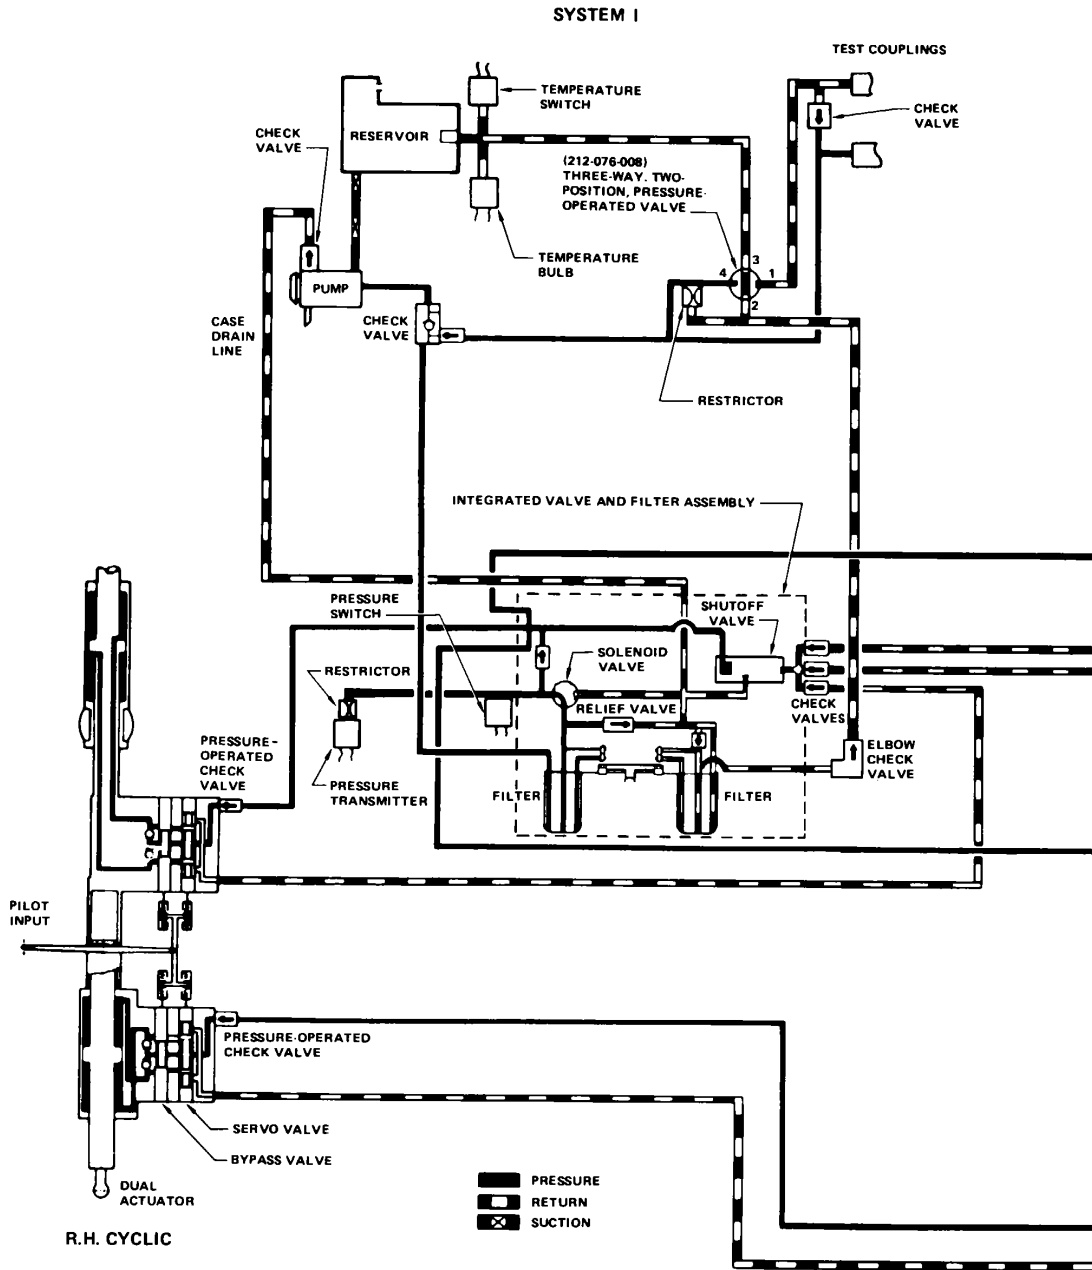 SYSTEM I
TEST COUPLINGS
TEMPERATURE
SWITCH
CHECK
VALVE
CHECK
VALVE
RESERVOIR
(212-076-008)
THREE-WAY. TWO-
POSITION, PRESSURE-
OPERATED VALVE
TEMPERATURE
BULB
3
4
1
2
PUMP
CASE
DRAIN
LINE
CHECK
VALVE
RESTRICTOR
INTEGRATED VALVE AND FILTER ASSEMBLY
PRESSURE
SWITCH
SHUTOFF
VALVE
SOLENOID
VALVE
RESTRICTOR
RELIEF VALVE
CHECK
VALVES
PRESSURE-
OPERATED
CHECK
VALVE
ELBOW
CHECK
VALVE
PRESSURE
TRANSMITTER
FILTER
FILTER
PILOT
INPUT
PRESSURE-OPERATED
CHECK VALVE
SERVO VALVE
BYPASS VALVE
DUAL
ACTUATOR
PRESSURE
RETURN
SUCTION
R.H. CYCLIC